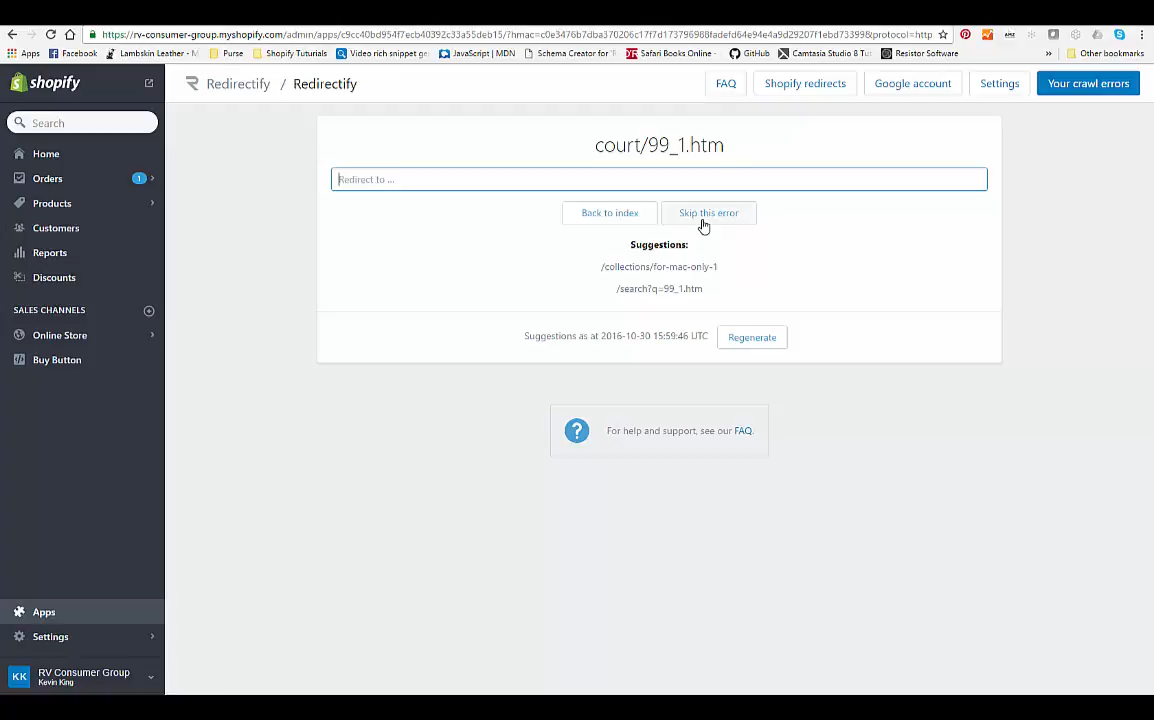 https://rv-consumer-group.myshopify.com/admin/apps/c9cc40bd954f7ecb40392c33a55deb15/?hmac=c0e3476b7dba370206c17f7d173796988fadefd64e94e4a9d29207f1ebd73399&protocol=http
Apps Facebook Lambskin Leather - M Purse Shopify Tutorials Video rich snippet ge JavaScript | MDN Schema Creator for Safari Books Online - GitHub Camtasia Studio 8 Tut Resistor Software » Other bookmarks
shopify
Redirectify / Redirectify
FAQ
Shopify redirects
Google account
Settings
Your crawl errors
Search
Home
Orders 1
Products
Customers
Reports
Discounts
SALES CHANNELS
Online Store
Buy Button
Apps
Settings
KK
RV Consumer Group
Kevin King
court/99_1.htm
Redirect to ...
Back to index
Skip this error
Suggestions:
/collections/for-mac-only-1
/search?q=99_1.htm
Suggestions as at 2016-10-30 15:59:46 UTC
Regenerate
? For help and support, see our FAQ.